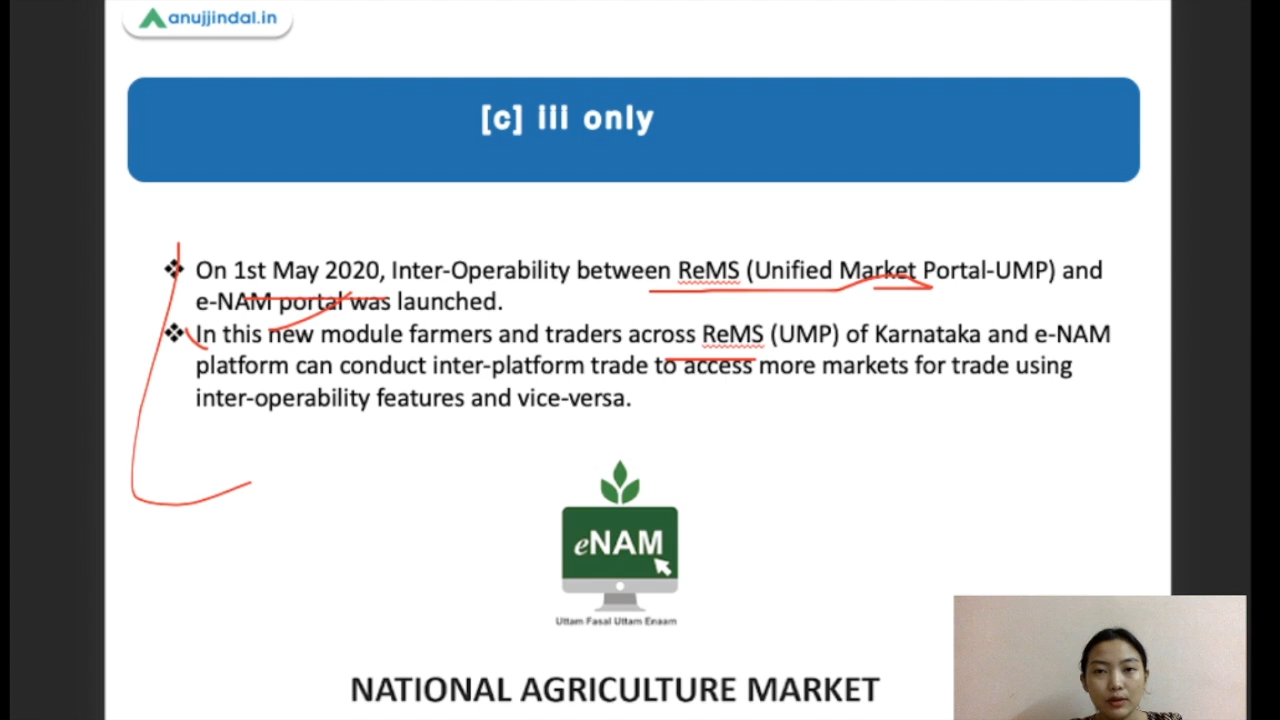 anujjindal.in
[c] iii only
❖ On 1st May 2020, Inter-Operability between ReMS (Unified Market Portal-UMP) and
e-NAM portal was launched.
❖ In this new module farmers and traders across ReMS (UMP) of Karnataka and e-NAM
platform can conduct inter-platform trade to access more markets for trade using
inter-operability features and vice-versa.
eNAM
Uttam Fasal Uttam Enaam
NATIONAL AGRICULTURE MARKET